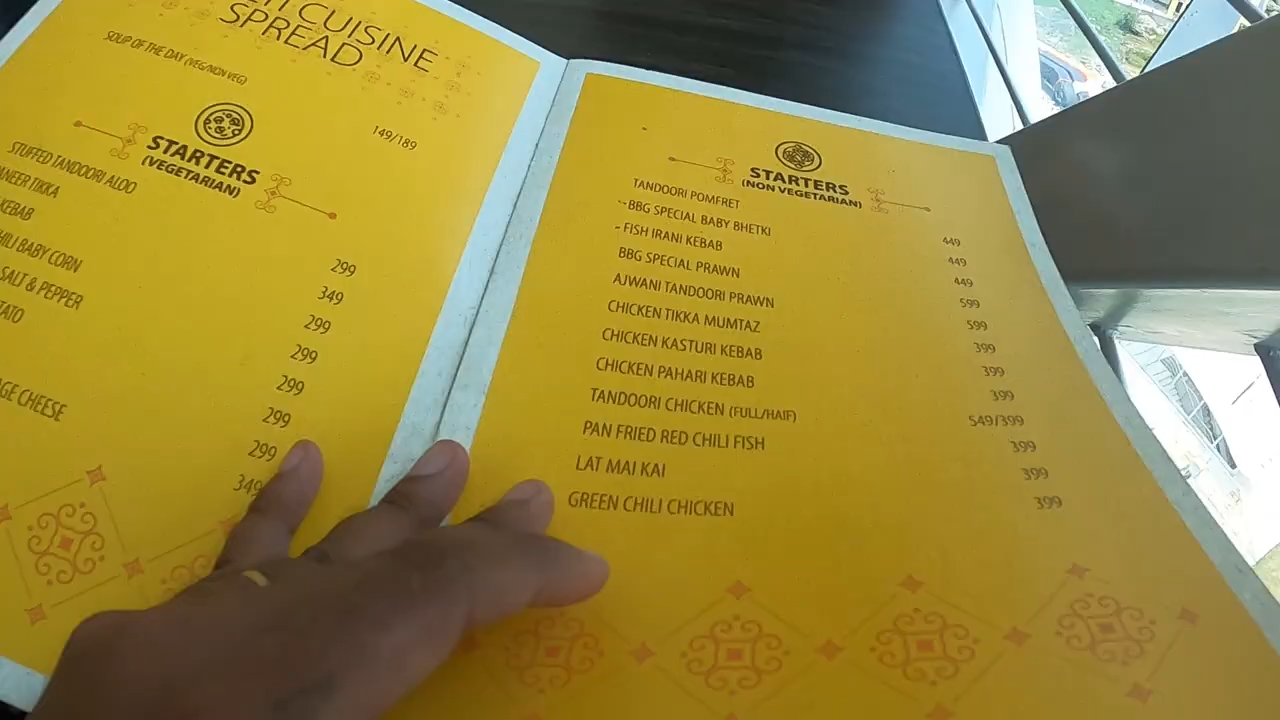 CUISINE
SPREAD
SOUP OF THE DAY (VEG/NON VEG)
149/189
STARTERS
(VEGETARIAN)
STUFFED TANDOORI ALOO
299
TIKKA
349
KEBAB
299
BABY CORN
299
SALT & PEPPER
299
299
299
CHEESE
349
STARTERS
(NON VEGETARIAN)
TANDOORI POMFRET 449
BBG SPECIAL BABY BHETKI 449
FISH IRANI KEBAB 449
BBG SPECIAL PRAWN 599
AJWANI TANDOORI PRAWN 599
CHICKEN TIKKA MUMTAZ 399
CHICKEN KASTURI KEBAB 399
CHICKEN PAHARI KEBAB 399
TANDOORI CHICKEN (FULL/HAIF) 549/399
PAN FRIED RED CHILI FISH 399
LAT MAI KAI 399
GREEN CHILI CHICKEN 399